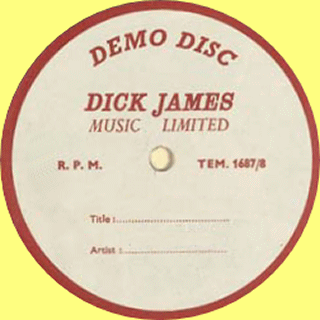 DEMO DISC
DICK JAMES
MUSIC LIMITED
R. P. M. TEM. 1687/8
Title :..............................
Artist :..............................